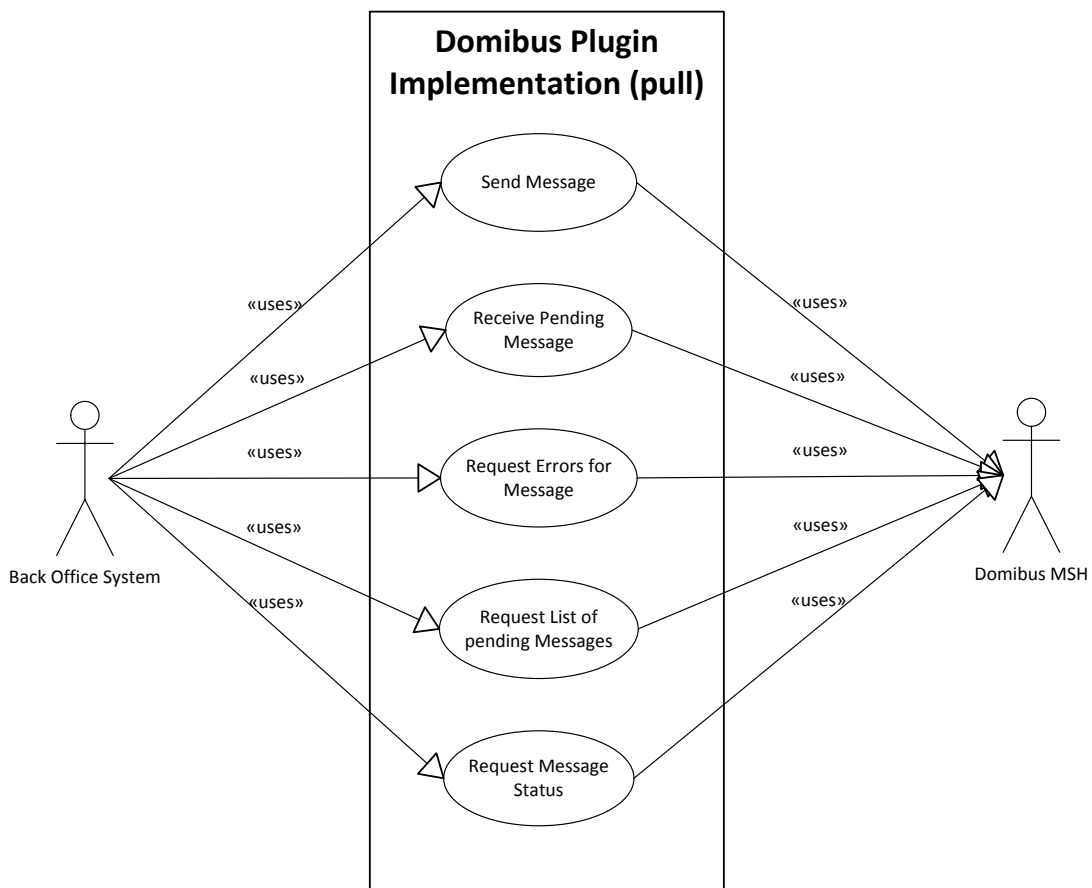 Domibus Plugin
Implementation (pull)
Send Message
«uses»
«uses»
Receive Pending
Message
«uses»
«uses»
«uses»
Request Errors for
Message
«uses»
Back Office System
Domibus MSH
«uses»
«uses»
Request List of
pending Messages
«uses»
«uses»
Request Message
Status